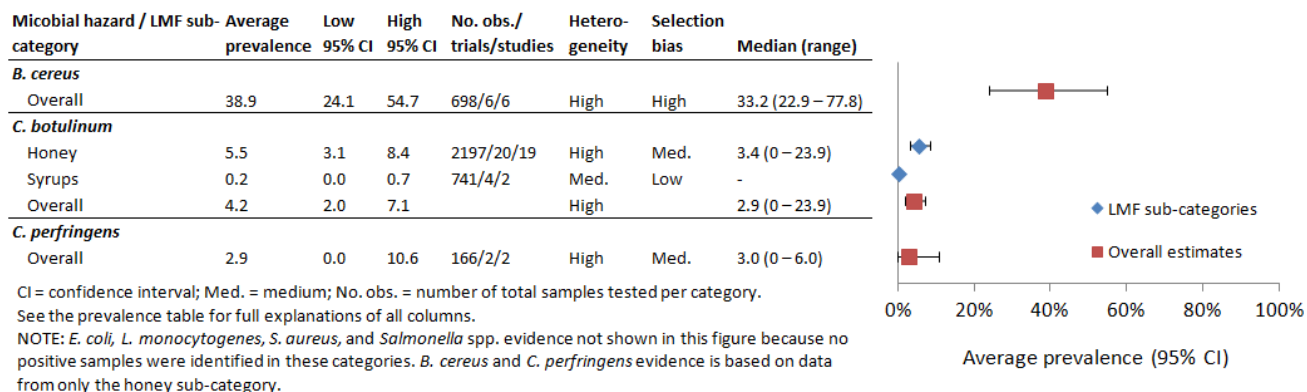 Micobial hazard / LMF sub- Average Low High No. obs./ Hetero- Selection
category prevalence 95% CI 95% CI trials/studies geneity bias Median (range)
B. cereus
Overall 38.9 24.1 54.7 698/6/6 High High 33.2 (22.9 – 77.8)
C. botulinum
Honey 5.5 3.1 8.4 2197/20/19 High Med. 3.4 (0 – 23.9)
Syrups 0.2 0.0 0.7 741/4/2 Med. Low -
Overall 4.2 2.0 7.1 High 2.9 (0 – 23.9)
C. perfringens
Overall 2.9 0.0 10.6 166/2/2 High Med. 3.0 (0 – 6.0)
CI = confidence interval; Med. = medium; No. obs. = number of total samples tested per category.
See the prevalence table for full explanations of all columns.
NOTE: E. coli, L. monocytogenes, S. aureus, and Salmonella spp. evidence not shown in this figure because no
positive samples were identified in these categories. B. cereus and C. perfringens evidence is based on data
from only the honey sub-category.
LMF sub-categories
Overall estimates
0% 20% 40% 60% 80% 100%
Average prevalence (95% CI)